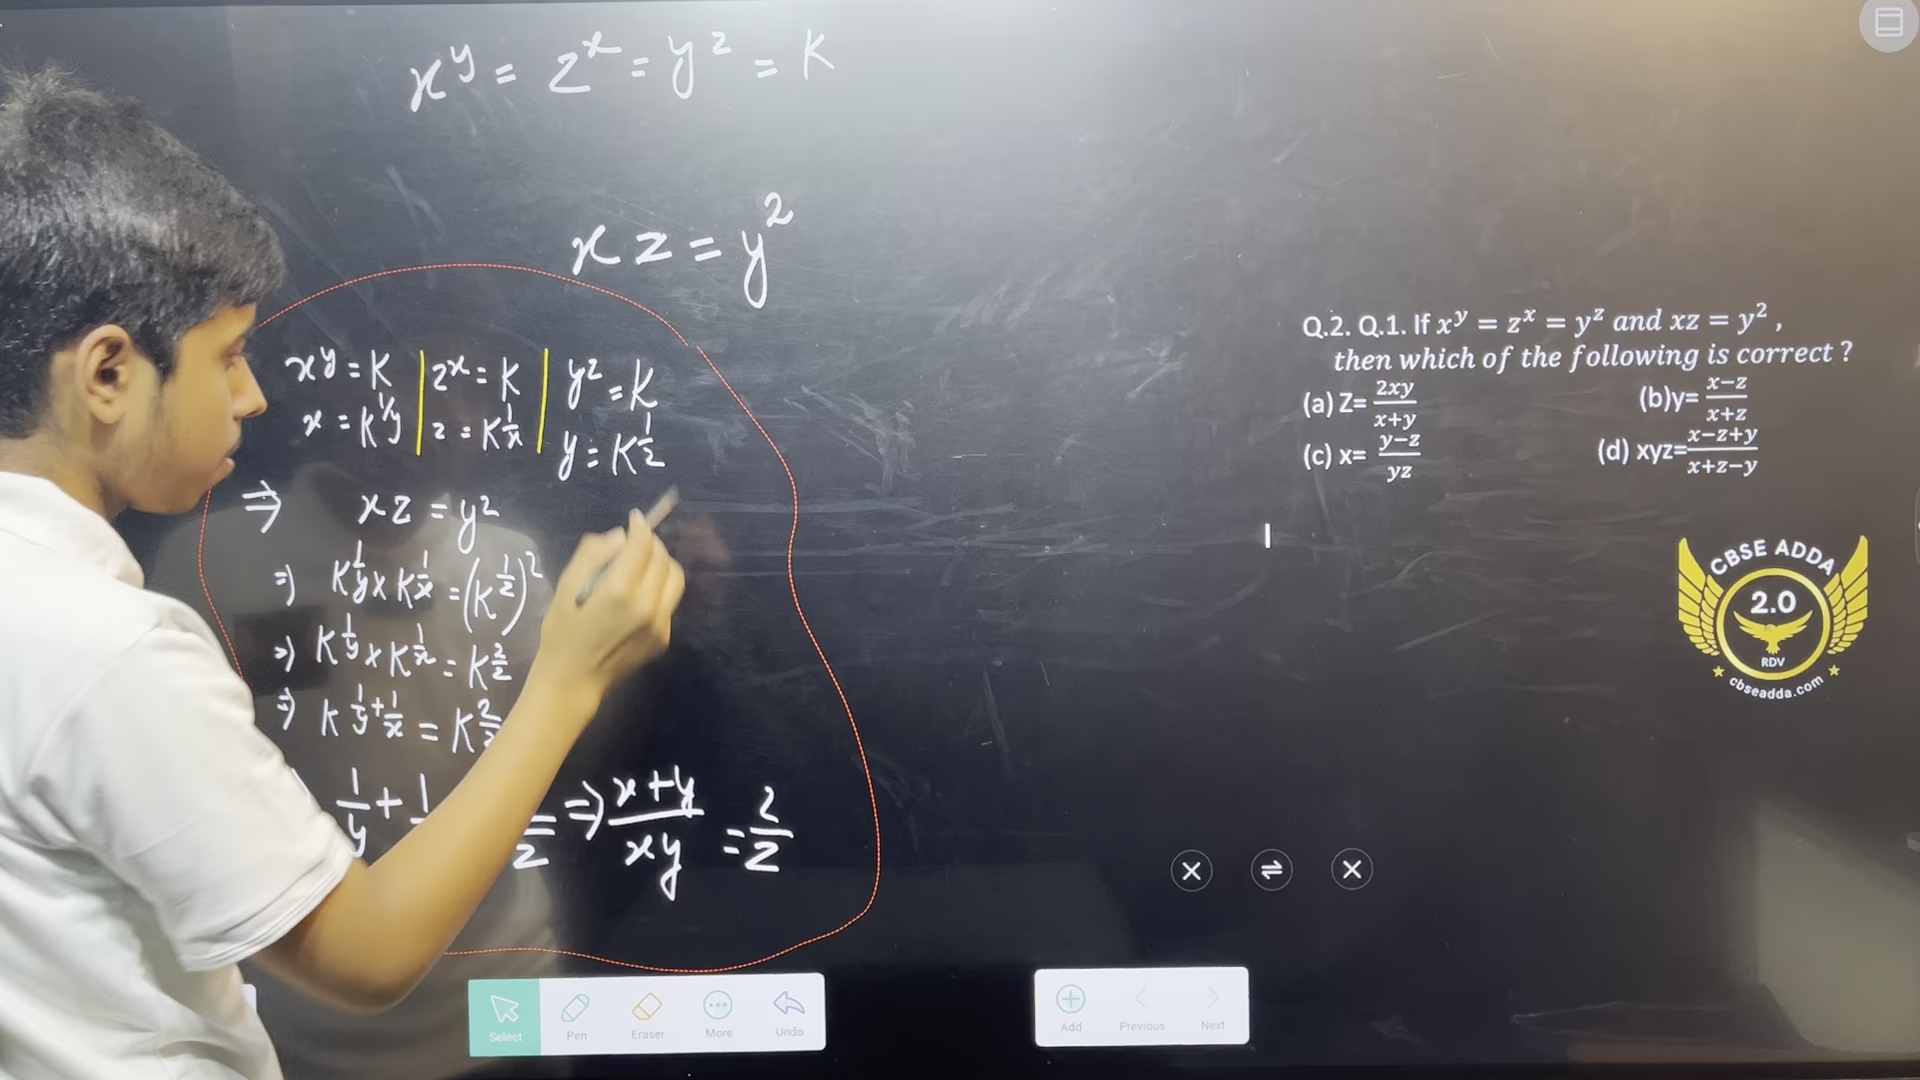 x^y = z^x = y^z = K
xz = y^2
x^y = K | z^x = K | y^z = K
x = K^{1/y} | z = K^{1/x} | y = K^{1/z}
⇒ xz = y^2
⇒ K^{1/y} × K^{1/x} = (K^{1/z})^2
⇒ K^{1/y} × K^{1/x} = K^{2/z}
⇒ K^{1/y + 1/x} = K^{2/z}
1/y + 1/ /z ⇒ (x+y)/(xy) = 2/z
Q.2. Q.1. If x^y = z^x = y^z and xz = y^2 ,
then which of the following is correct ?
(a) Z= 2xy/(x+y) (b)y= (x−z)/(x+z)
(c) x= (y−z)/(yz) (d) xyz= (x−z+y)/(x+z−y)
CBSE ADDA
2.0
RDV
cbseadda.com
Select Pen Eraser More Undo
Add Previous Next